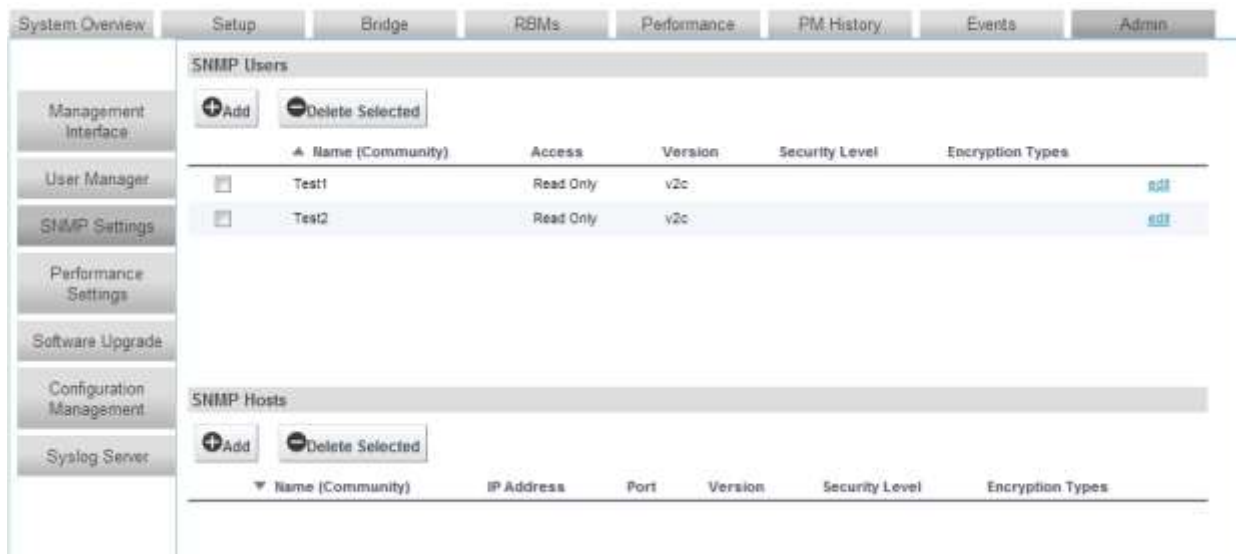 System Overview Setup Bridge RBMs Performance PM History Events Admin
SNMP Users
Management
Interface
Add Delete Selected
Name (Community) Access Version Security Level Encryption Types
User Manager
Test1 Read Only v2c edit
SNMP Settings
Test2 Read Only v2c edit
Performance
Settings
Software Upgrade
Configuration
Management
SNMP Hosts
Syslog Server
Add Delete Selected
Name (Community) IP Address Port Version Security Level Encryption Types